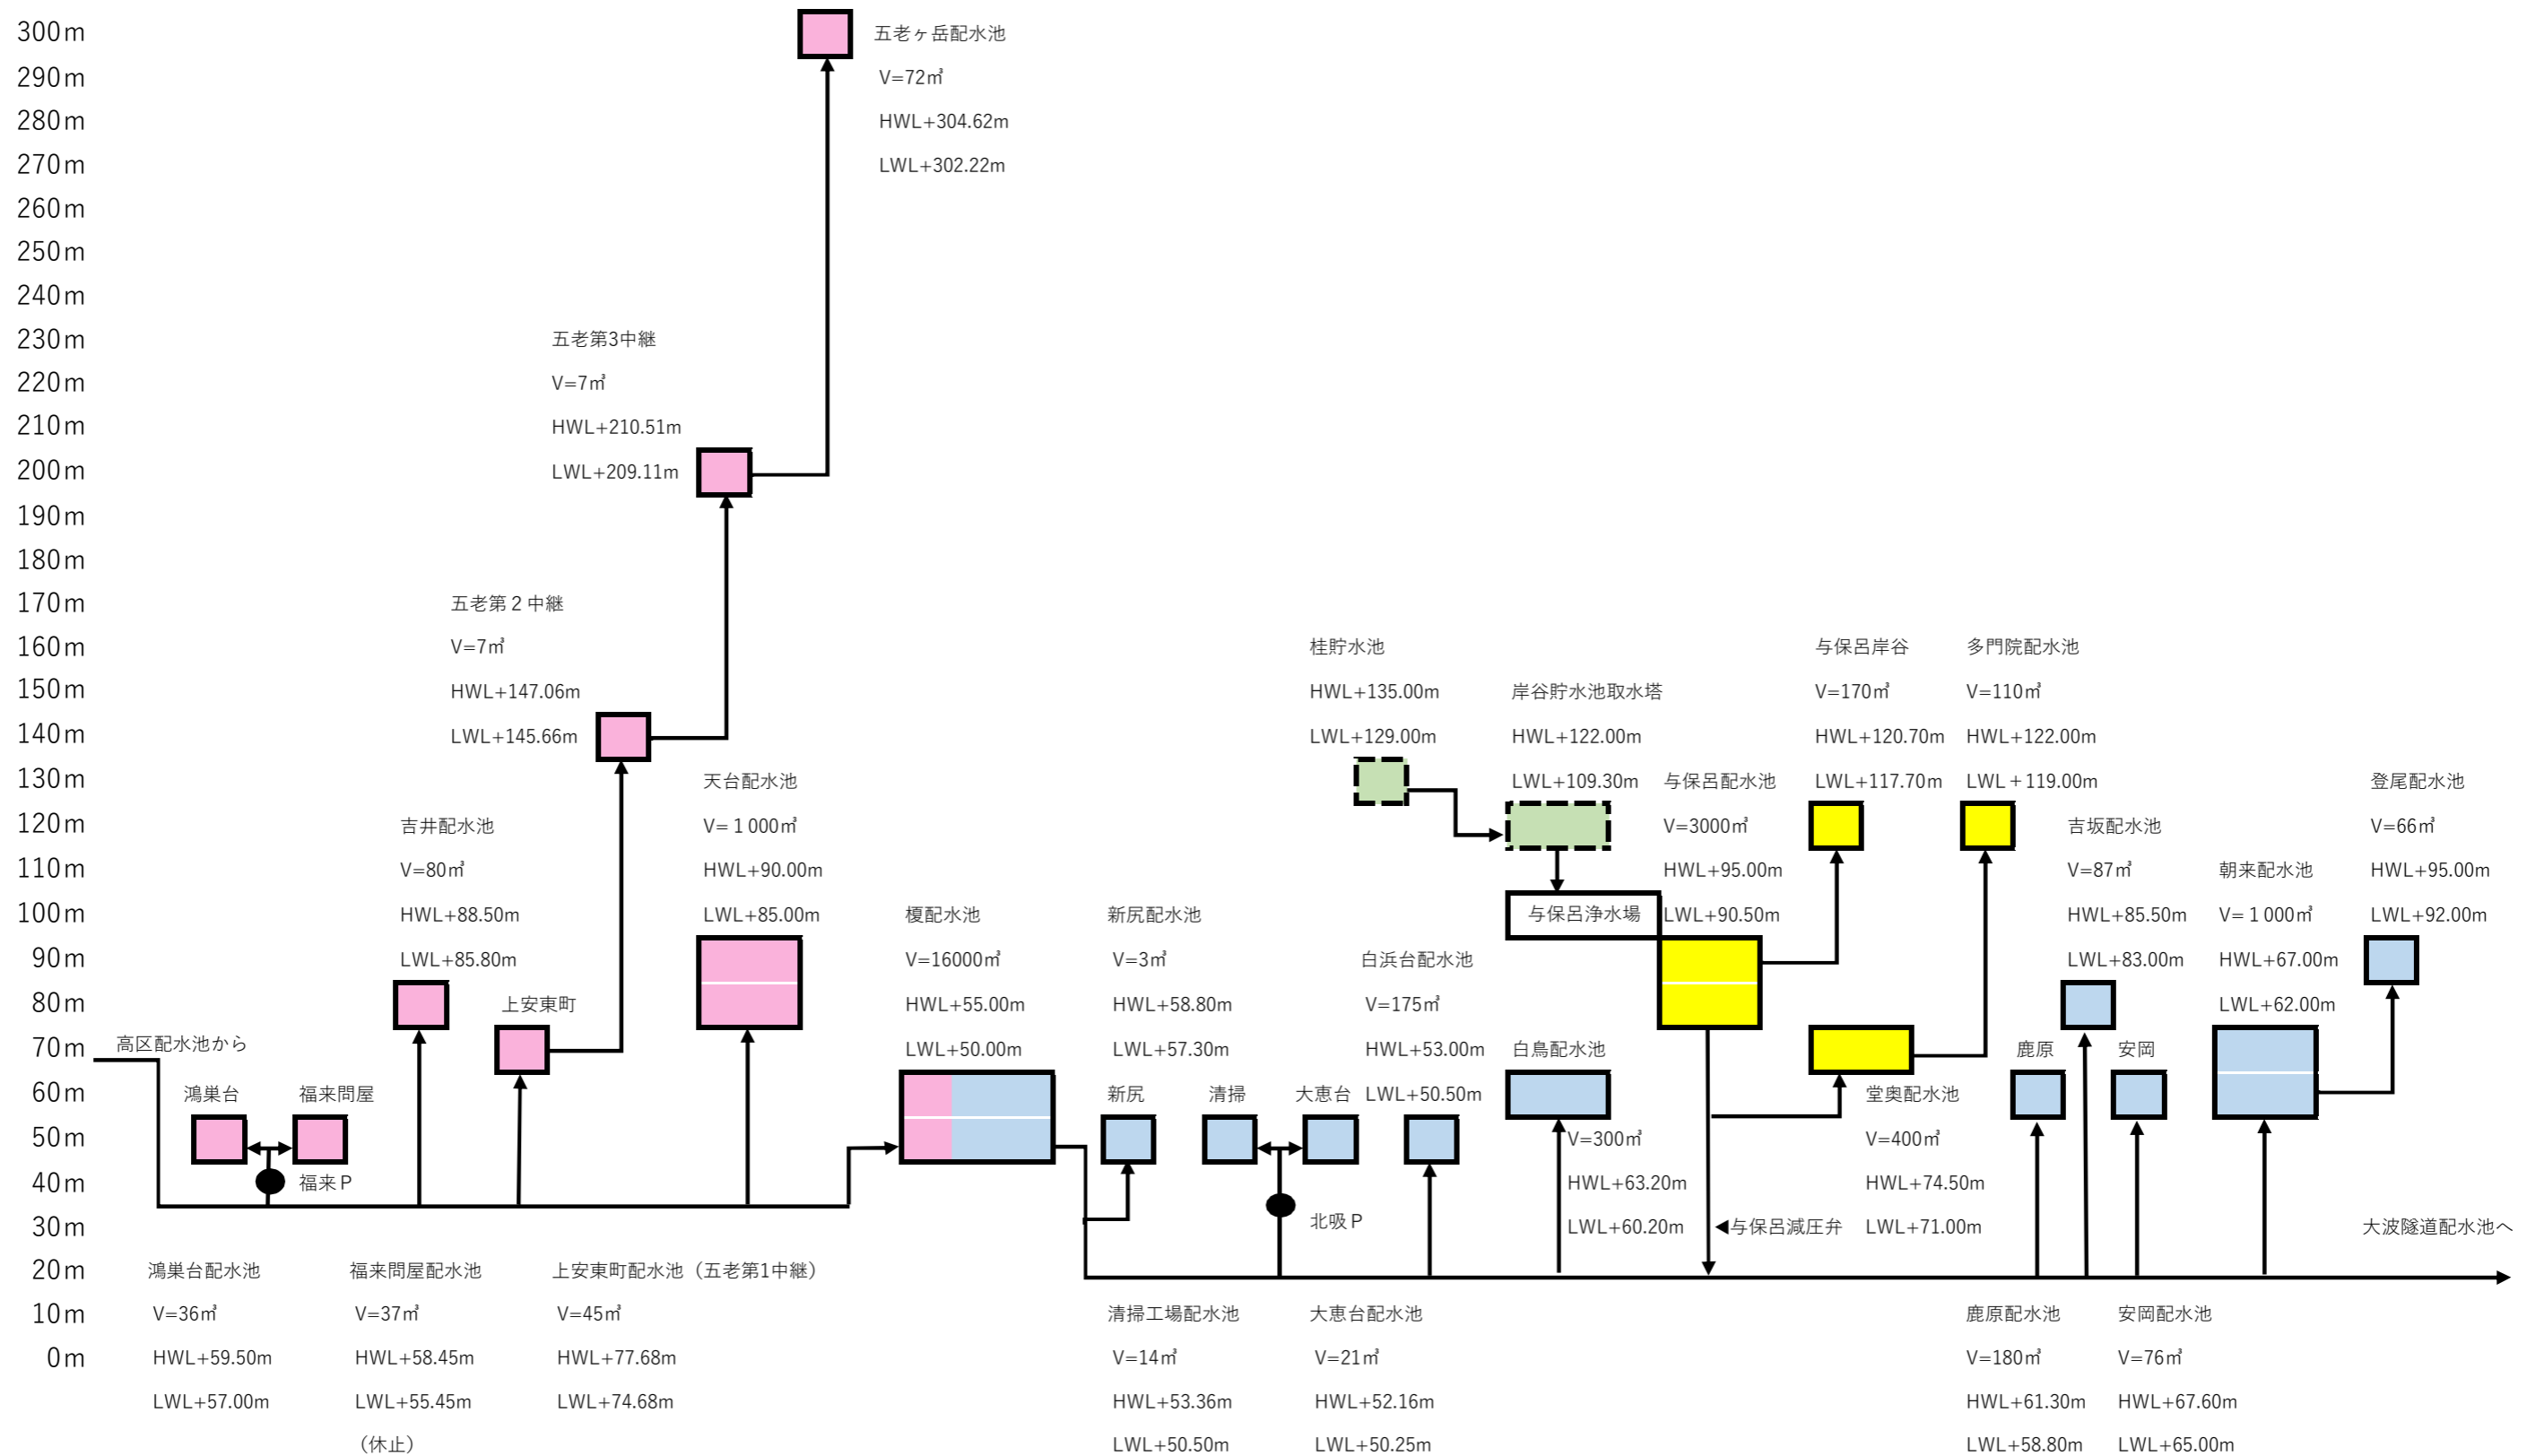 300m
290m
280m
270m
260m
250m
240m
230m
220m
210m
200m
190m
180m
170m
160m
150m
140m
130m
120m
110m
100m
90m
80m
70m
60m
50m
40m
30m
20m
10m
0m
五老ヶ岳配水池
V=72㎥
HWL+304.62m
LWL+302.22m
五老第3中継
V=7㎥
HWL+210.51m
LWL+209.11m
五老第２中継
V=7㎥
HWL+147.06m
LWL+145.66m
天台配水池
V=１000㎥
HWL+90.00m
LWL+85.00m
吉井配水池
V=80㎥
HWL+88.50m
LWL+85.80m
上安東町
高区配水池から
鴻巣台
福来問屋
福来Ｐ
鴻巣台配水池
V=36㎥
HWL+59.50m
LWL+57.00m
福来問屋配水池
V=37㎥
HWL+58.45m
LWL+55.45m
（休止）
上安東町配水池（五老第1中継）
V=45㎥
HWL+77.68m
LWL+74.68m
榎配水池
V=16000㎥
HWL+55.00m
LWL+50.00m
新尻配水池
V=3㎥
HWL+58.80m
LWL+57.30m
新尻
清掃
大恵台
北吸Ｐ
清掃工場配水池
V=14㎥
HWL+53.36m
LWL+50.50m
大恵台配水池
V=21㎥
HWL+52.16m
LWL+50.25m
白浜台配水池
V=175㎥
HWL+53.00m
LWL+50.50m
桂貯水池
HWL+135.00m
LWL+129.00m
岸谷貯水池取水塔
HWL+122.00m
LWL+109.30m
与保呂浄水場
与保呂配水池
V=3000㎥
HWL+95.00m
LWL+90.50m
白鳥配水池
V=300㎥
HWL+63.20m
LWL+60.20m
◀与保呂減圧弁
与保呂岸谷
V=170㎥
HWL+120.70m
LWL+117.70m
多門院配水池
V=110㎥
HWL+122.00m
LWL＋119.00m
堂奥配水池
V=400㎥
HWL+74.50m
LWL+71.00m
吉坂配水池
V=87㎥
HWL+85.50m
LWL+83.00m
鹿原
安岡
鹿原配水池
V=180㎥
HWL+61.30m
LWL+58.80m
安岡配水池
V=76㎥
HWL+67.60m
LWL+65.00m
朝来配水池
V=１000㎥
HWL+67.00m
LWL+62.00m
登尾配水池
V=66㎥
HWL+95.00m
LWL+92.00m
大波隧道配水池へ